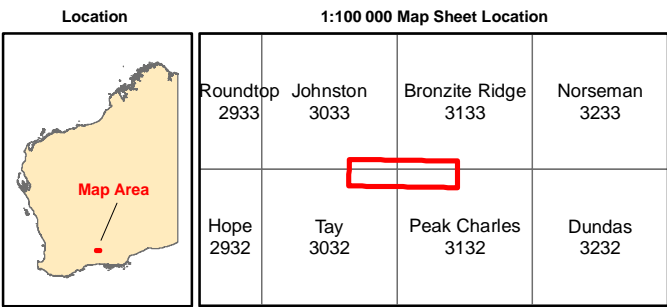 Location
1:100 000 Map Sheet Location
Map Area
Roundtop Johnston Bronzite Ridge Norseman
2933 3033 3133 3233
Hope Tay Peak Charles Dundas
2932 3032 3132 3232